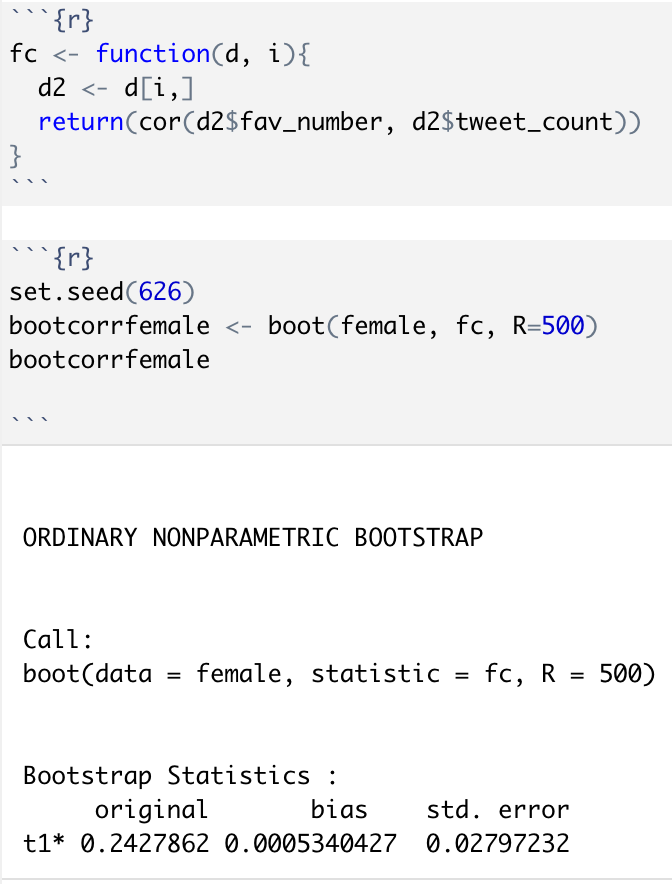 ```{r}
fc <- function(d, i){
  d2 <- d[i,]
  return(cor(d2$fav_number, d2$tweet_count))
}
```
```{r}
set.seed(626)
bootcorrfemale <- boot(female, fc, R=500)
bootcorrfemale
```
ORDINARY NONPARAMETRIC BOOTSTRAP
Call:
boot(data = female, statistic = fc, R = 500)
Bootstrap Statistics :
     original       bias    std. error
t1* 0.2427862 0.0005340427  0.02797232